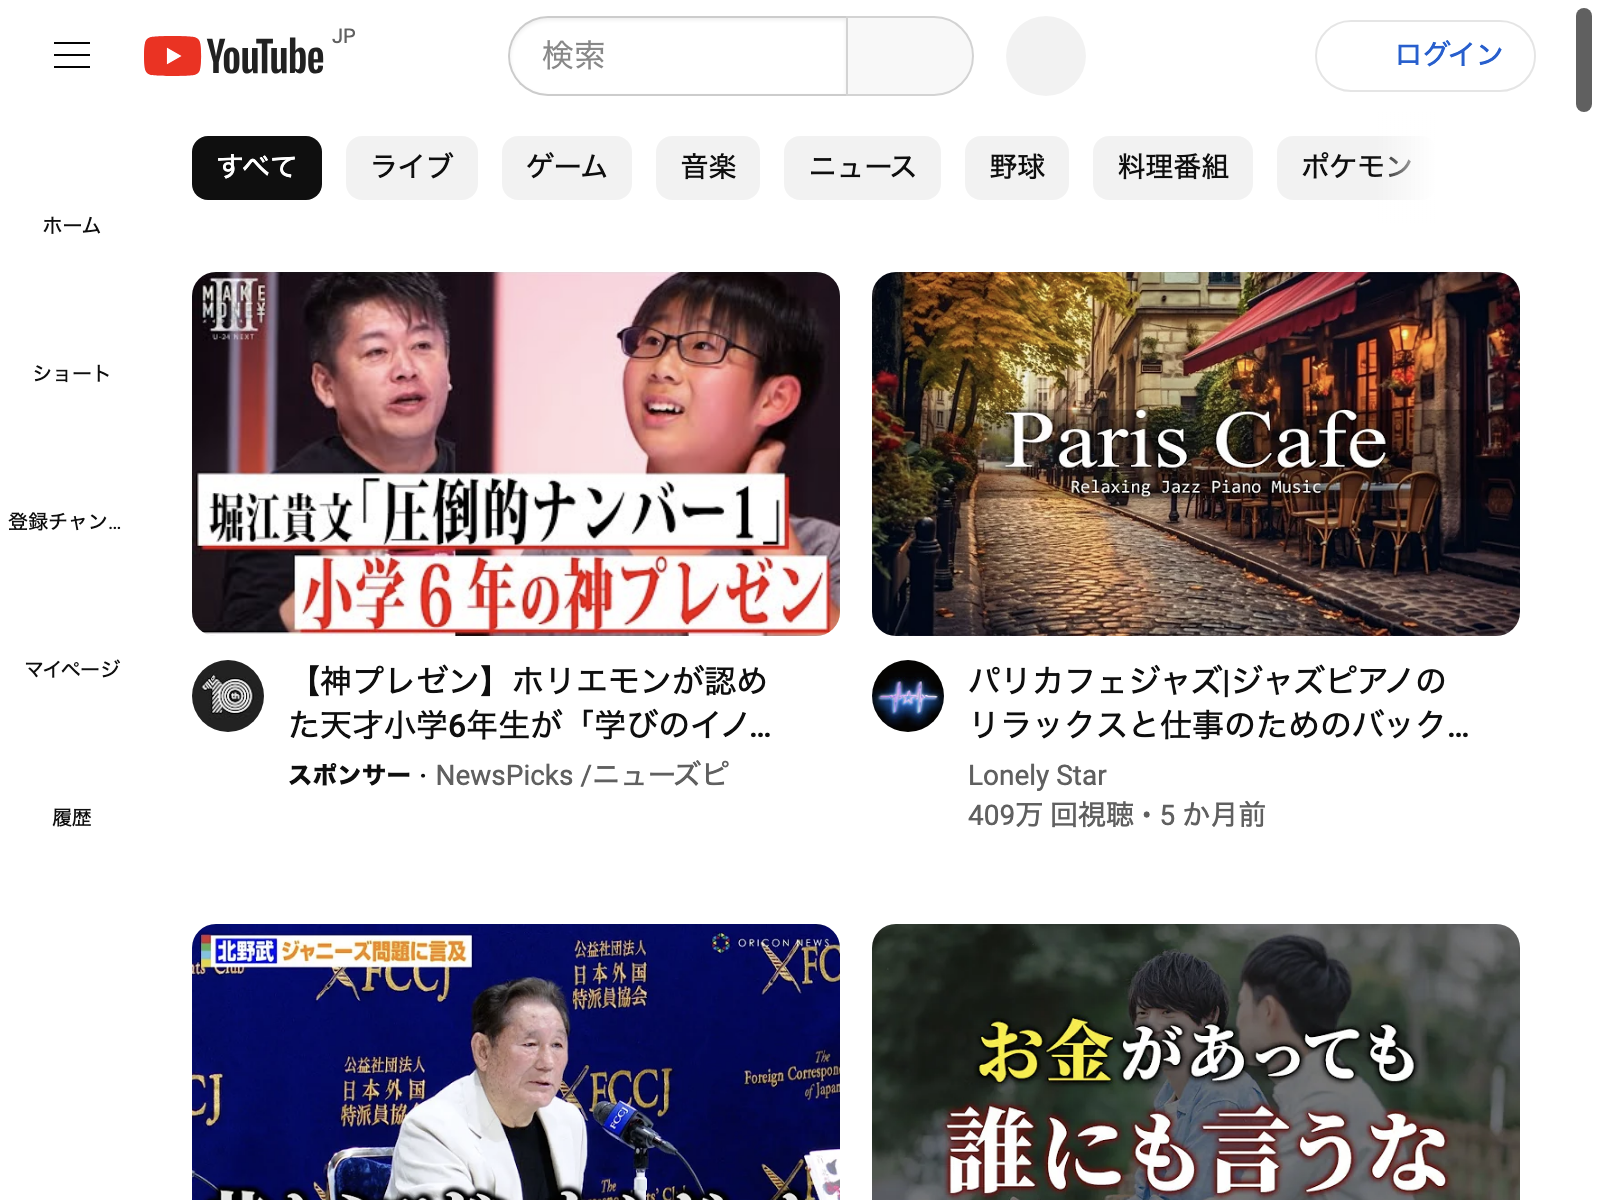 YouTube JP
検索
ログイン
すべて
ライブ
ゲーム
音楽
ニュース
野球
料理番組
ポケモン
ホーム
ショート
登録チャン...
マイページ
履歴
MAKE
MONEY
III
U-24 NEXT
堀江貴文「圧倒的ナンバー1」
小学6年の神プレゼン
Paris Cafe
Relaxing Jazz Piano Music
10th
【神プレゼン】ホリエモンが認め
た天才小学6年生が「学びのイノ...
スポンサー · NewsPicks /ニューズピ
パリカフェジャズ|ジャズピアノの
リラックスと仕事のためのバック...
Lonely Star
409万 回視聴 • 5 か月前
北野武 ジャニーズ問題に言及
ORICON NEWS
FCCJ
公益社団法人
日本外国
特派員協会
公益社団法人
日本外国
特派員協
FCCJ
FCCJ
The
Foreign Correspon
of Japa
お金があっても
誰にも言うな